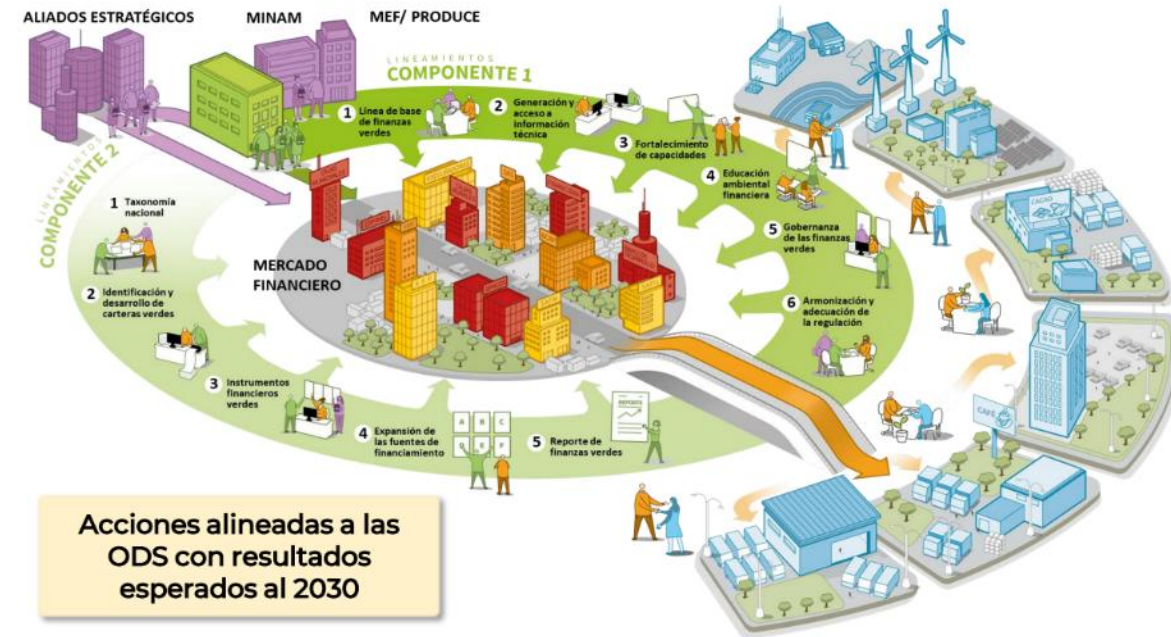 ALIADOS ESTRATÉGICOS
MINAM
MEF/ PRODUCE
LINEAMIENTOS
COMPONENTE 1
1 Línea de base
de finanzas
verdes
2 Generación y
acceso a
información
técnica
3 Fortalecimiento
de capacidades
4 Educación
ambiental
financiera
5 Gobernanza
de las finanzas
verdes
6 Armonización y
adecuación de
la regulación
LINEAMIENTOS
COMPONENTE 2
1 Taxonomía
nacional
2 Identificación y
desarrollo de
carteras verdes
3 Instrumentos
financieros
verdes
4 Expansión de
las fuentes de
financiamiento
5 Reporte de
finanzas verdes
MERCADO
FINANCIERO
A B C
D E F
REPORTE
CACAO
CAFÉ
Acciones alineadas a las
ODS con resultados
esperados al 2030